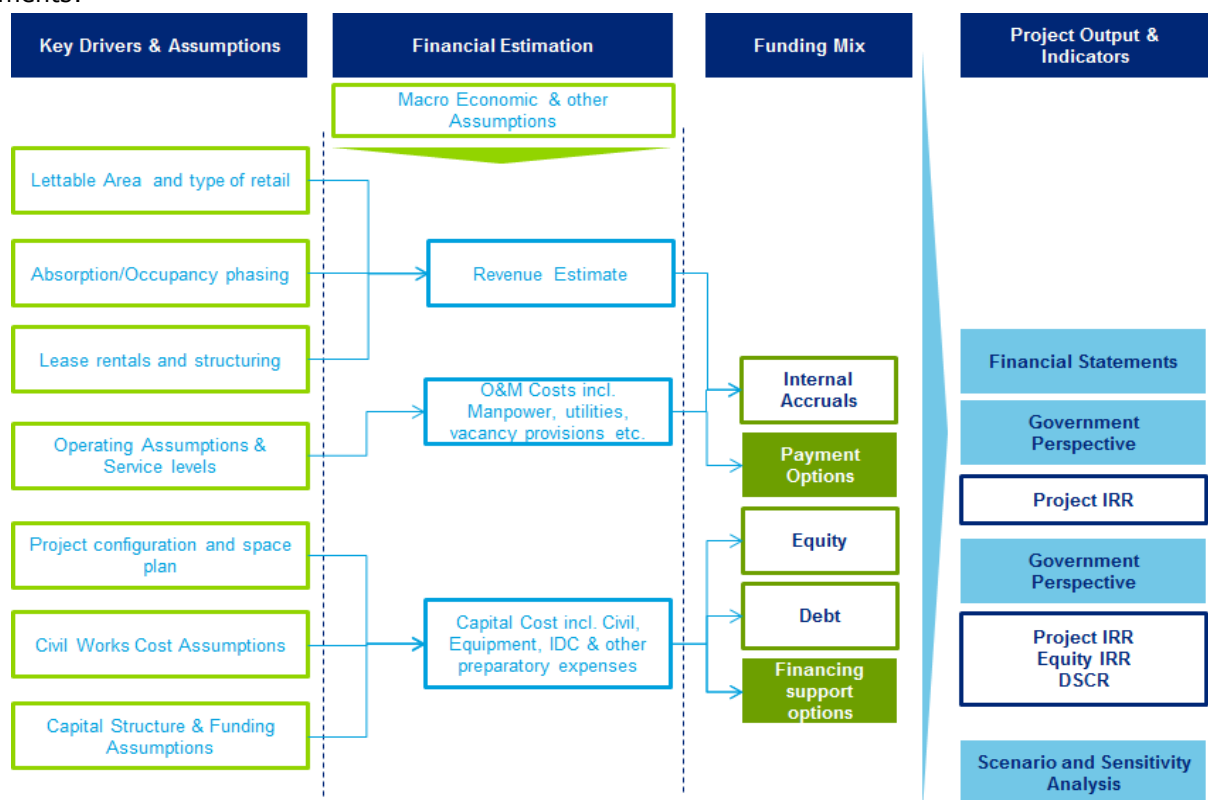 ments:
Key Drivers & Assumptions
Financial Estimation
Funding Mix
Project Output &
Indicators
Macro Economic & other
Assumptions
Lettable Area and type of retail
Absorption/Occupancy phasing
Lease rentals and structuring
Operating Assumptions &
Service levels
Project configuration and space
plan
Civil Works Cost Assumptions
Capital Structure & Funding
Assumptions
Revenue Estimate
O&M Costs incl.
Manpower, utilities,
vacancy provisions etc.
Capital Cost incl. Civil,
Equipment, IDC & other
preparatory expenses
Internal
Accruals
Payment
Options
Equity
Debt
Financing
support
options
Financial Statements
Government
Perspective
Project IRR
Government
Perspective
Project IRR
Equity IRR
DSCR
Scenario and Sensitivity
Analysis